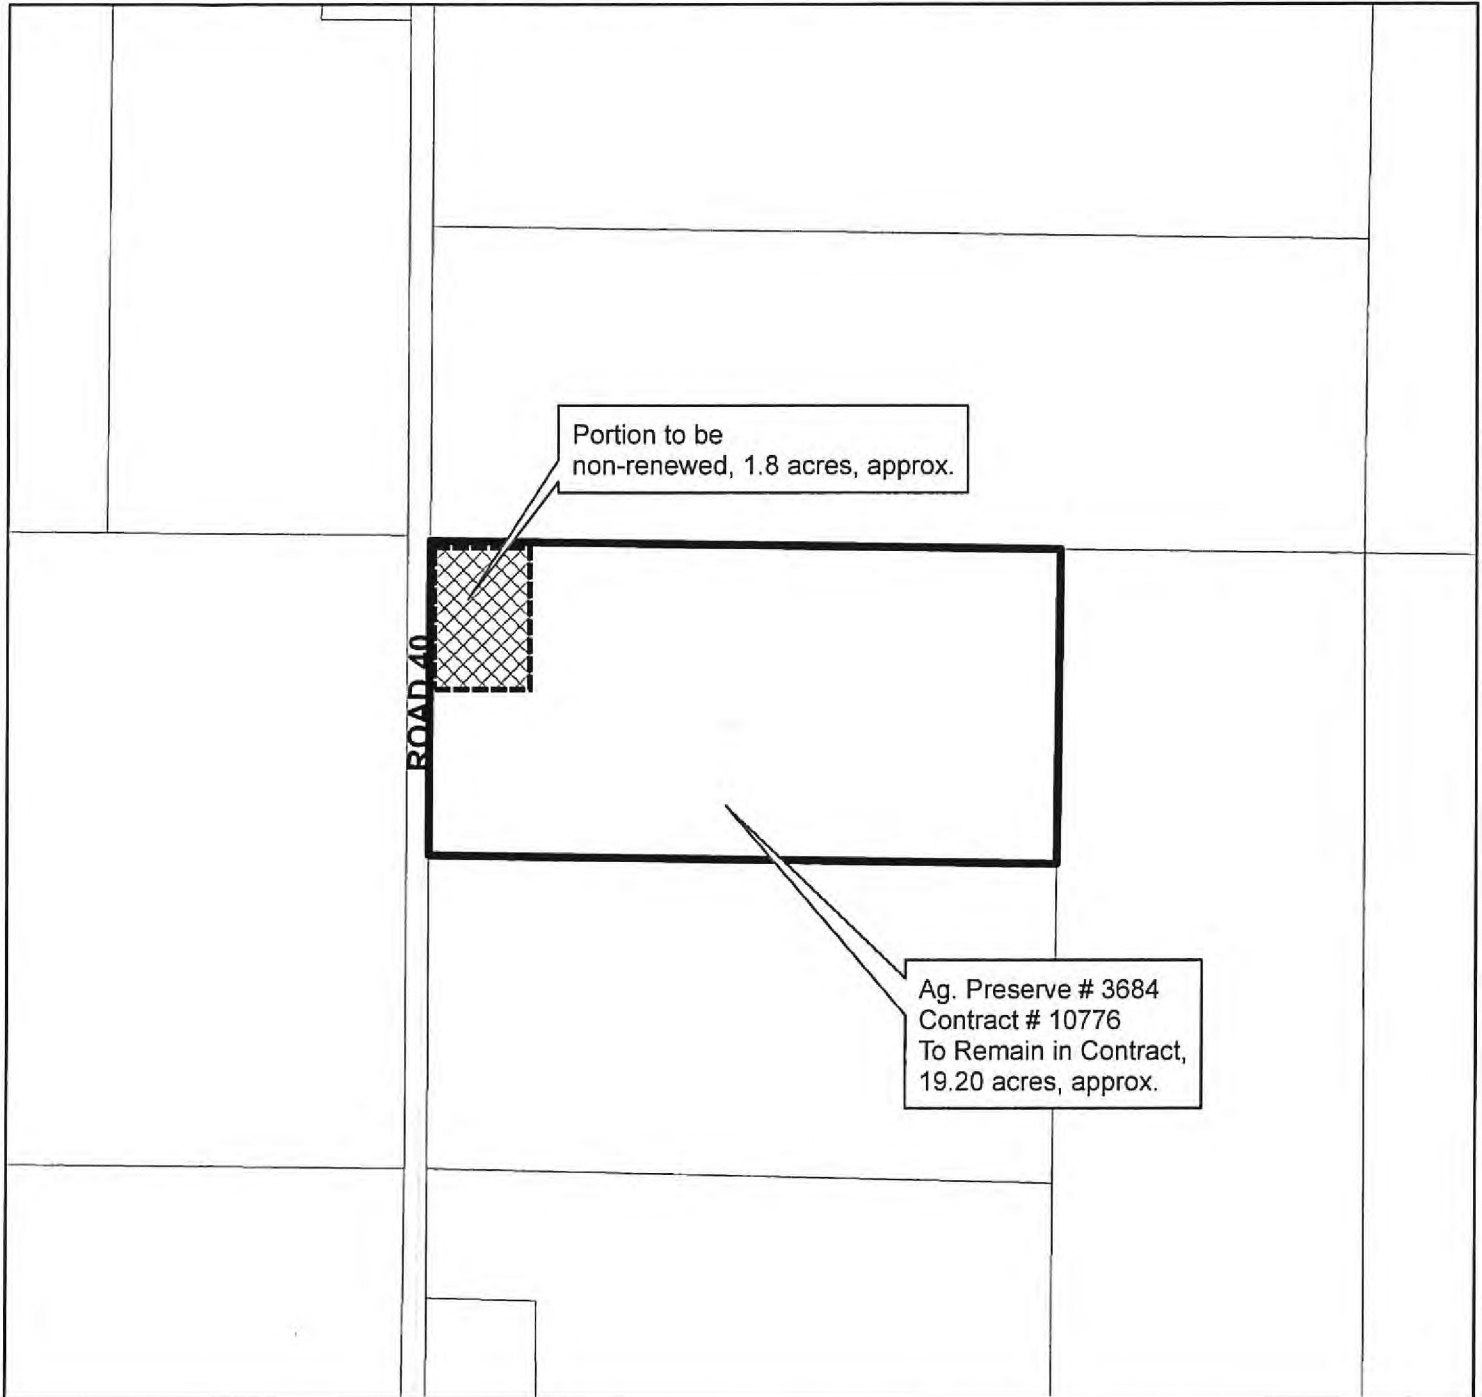 Portion to be
non-renewed, 1.8 acres, approx.
ROAD 40
Ag. Preserve # 3684
Contract # 10776
To Remain in Contract,
19.20 acres, approx.